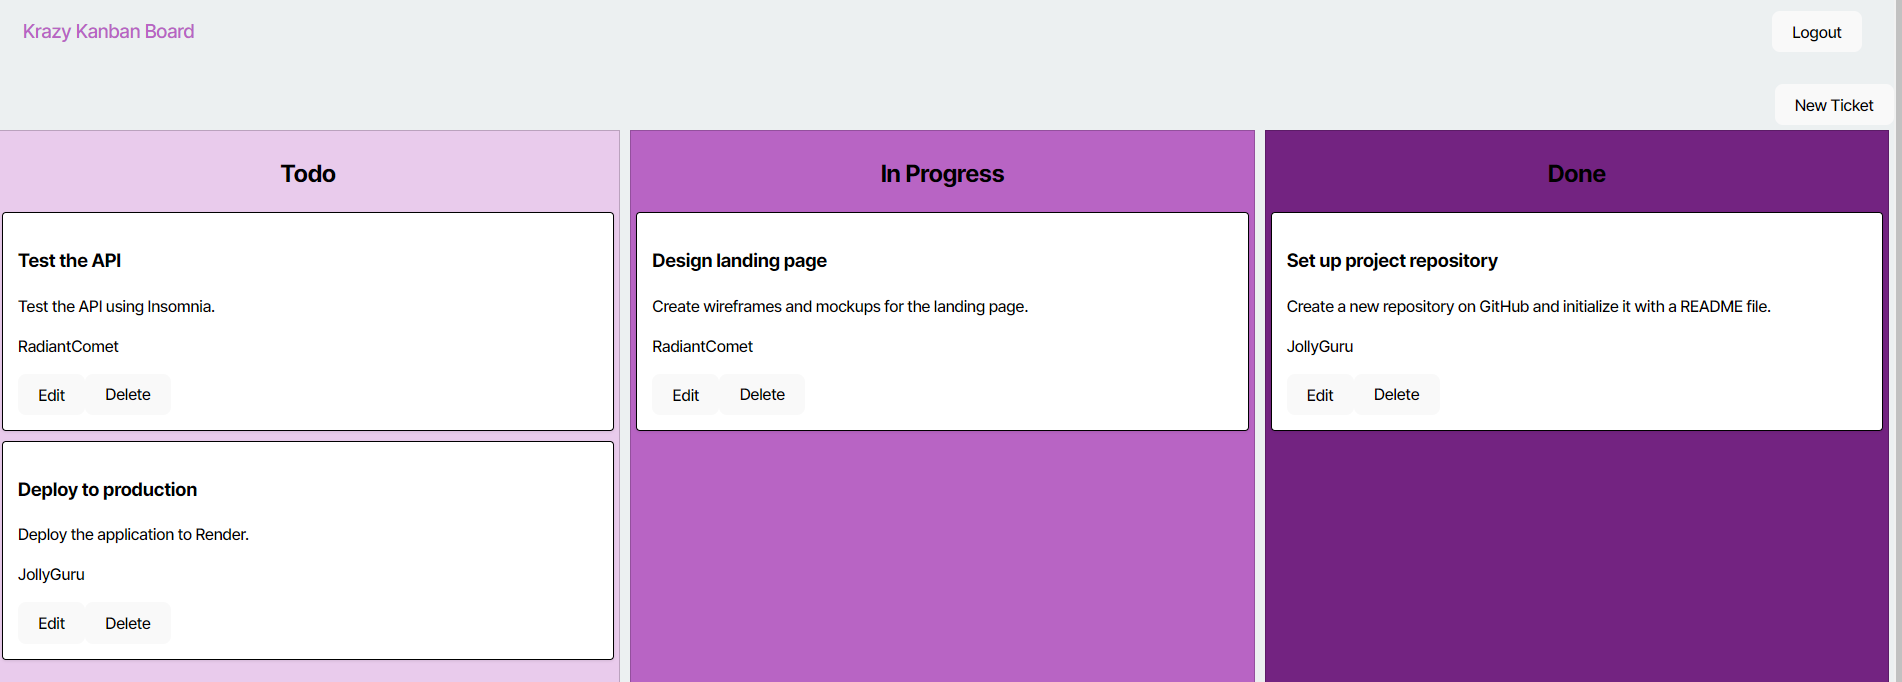 Krazy Kanban Board
Logout
New Ticket
Todo
Test the API
Test the API using Insomnia.
RadiantComet
Edit Delete
Deploy to production
Deploy the application to Render.
JollyGuru
Edit Delete
In Progress
Design landing page
Create wireframes and mockups for the landing page.
RadiantComet
Edit Delete
Done
Set up project repository
Create a new repository on GitHub and initialize it with a README file.
JollyGuru
Edit Delete